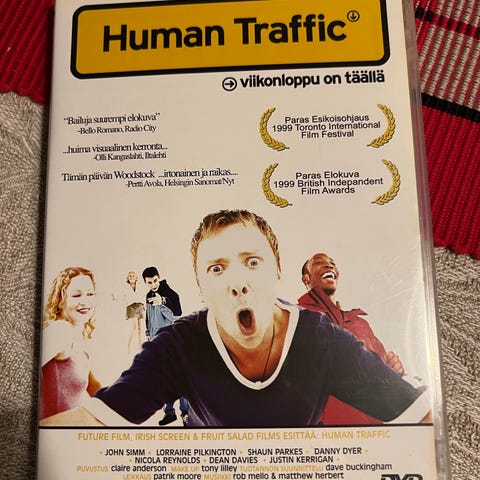 Human Traffic
viikonloppu on täällä
"Bailuja suurempi elokuva"
-Bello Romano, Radio City
...huima visuaalinen kerronta...
-Olli Kangaslahti, Iltalehti
Tämän päivän Woodstock ...irtonainen ja raikas....
-Pertti Avola, Helsingin Sanomat/Nyt
Paras Esikoisohjaus
1999 Toronto International
Film Festival
Paras Elokuva
1999 British Independent
Film Awards
FUTURE FILM, IRISH SCREEN & FRUIT SALAD FILMS ESITTÄÄ: HUMAN TRAFFIC
• JOHN SIMM • LORRAINE PILKINGTON • SHAUN PARKES • DANNY DYER •
• NICOLA REYNOLDS • DEAN DAVIES • JUSTIN KERRIGAN •
PUVUSTUS claire anderson MAKE UP tony lilley TUOTANNON SUUNNITTELU dave buckingham
LEIKKAUS patrik moore MUSIIKKI rob mello & matthew herbert
DVD